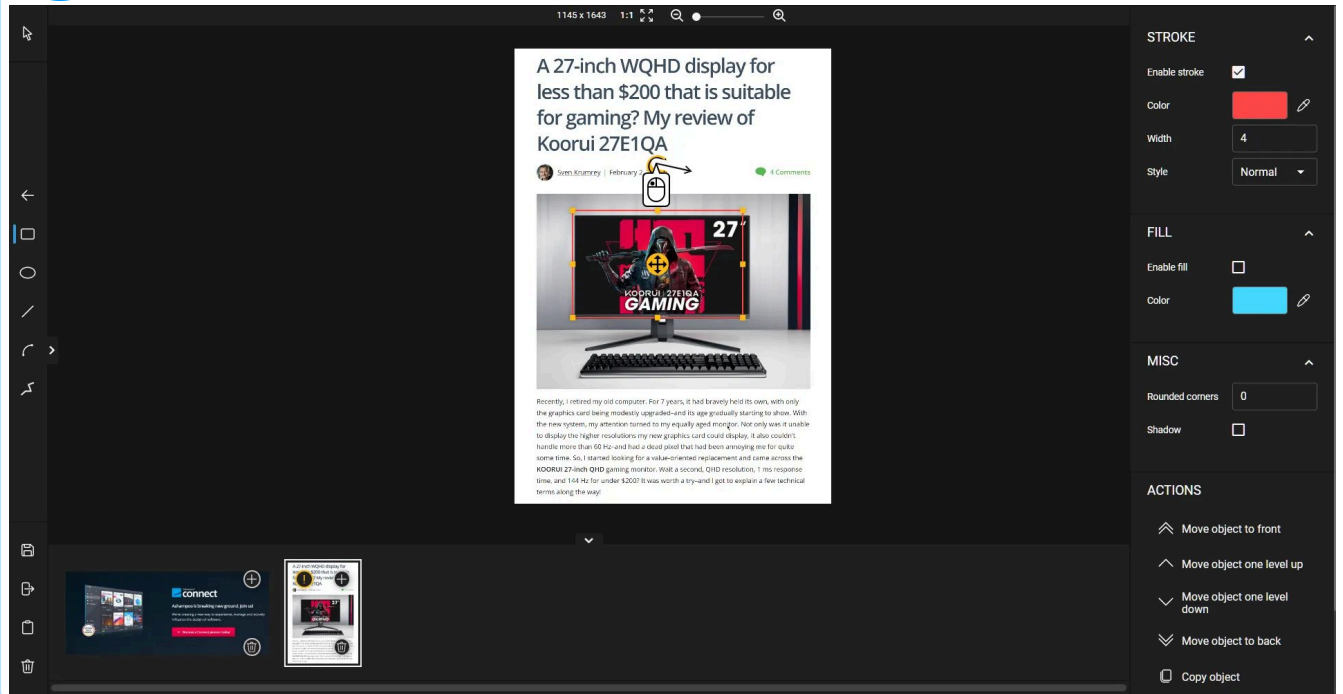 1145 x 1643 1:1
A 27-inch WQHD display for
less than $200 that is suitable
for gaming? My review of
Koorui 27E1QA
Sven Krumrey | February 2
4 Comments
27"
KOORUI 27E1QA
GAMING
Recently, I retired my old computer. For 7 years, it had bravely held its own, with only
the graphics card being modestly upgraded–and its age gradually starting to show. With
the new system, my attention turned to my equally aged monitor. Not only was it unable
to display the higher resolutions my new graphics card could display, it also couldn't
handle more than 60 Hz–and had a dead pixel that had been annoying me for quite
some time. So, I started looking for a value-oriented replacement and came across the
KOORUI 27-inch QHD gaming monitor. Wait a second, QHD resolution, 1 ms response
time, and 144 Hz for under $200? It was worth a try–and I got to explain a few technical
terms along the way!
connect
Ashampoo is breaking new ground. Join us!
A 27-inch WQHD display for
27"
GAMING
STROKE
Enable stroke
Color
Width 4
Style Normal
FILL
Enable fill
Color
MISC
Rounded corners 0
Shadow
ACTIONS
Move object to front
Move object one level up
Move object one level
down
Move object to back
Copy object